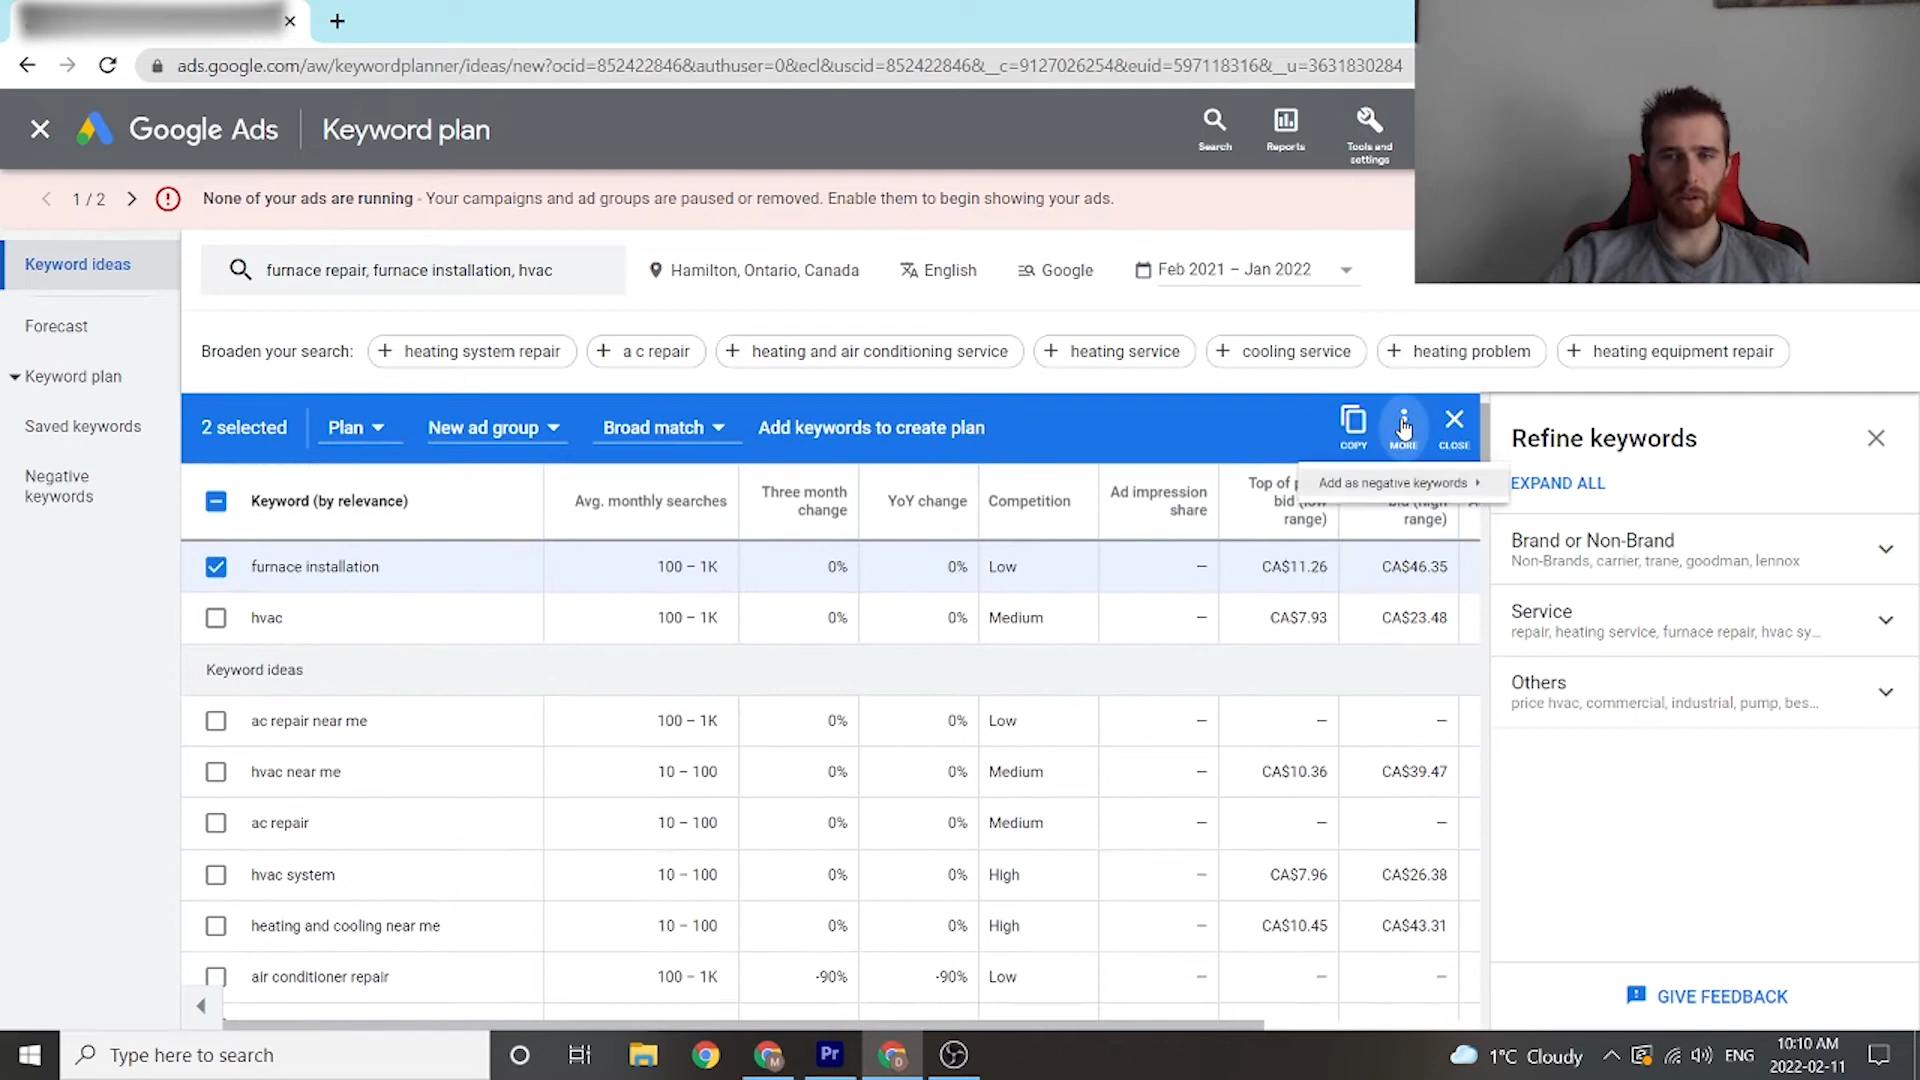 ads.google.com/aw/keywordplanner/ideas/new?ocid=852422846&authuser=0&ecl&uscid=852422846&__c=9127026254&euid=597118316&__u=3631830284
Google Ads
Keyword plan
Search
Reports
Tools and
settings
1 / 2
None of your ads are running - Your campaigns and ad groups are paused or removed. Enable them to begin showing your ads.
Keyword ideas
Forecast
Keyword plan
Saved keywords
Negative
keywords
furnace repair, furnace installation, hvac
Hamilton, Ontario, Canada
English
Google
Feb 2021 – Jan 2022
Broaden your search:
heating system repair
a c repair
heating and air conditioning service
heating service
cooling service
heating problem
heating equipment repair
2 selected
Plan
New ad group
Broad match
Add keywords to create plan
COPY
MORE
CLOSE
Add as negative keywords
Keyword (by relevance)
Avg. monthly searches
Three month
change
YoY change
Competition
Ad impression
share
Top of
bid (low
range)
bid (high
range)
furnace installation 100 – 1K 0% 0% Low – CA$11.26 CA$46.35
hvac 100 – 1K 0% 0% Medium – CA$7.93 CA$23.48
Keyword ideas
ac repair near me 100 – 1K 0% 0% Low – – –
hvac near me 10 – 100 0% 0% Medium – CA$10.36 CA$39.47
ac repair 10 – 100 0% 0% Medium – – –
hvac system 10 – 100 0% 0% High – CA$7.96 CA$26.38
heating and cooling near me 10 – 100 0% 0% High – CA$10.45 CA$43.31
air conditioner repair 100 – 1K -90% -90% Low – – –
Refine keywords
EXPAND ALL
Brand or Non-Brand
Non-Brands, carrier, trane, goodman, lennox
Service
repair, heating service, furnace repair, hvac sy...
Others
price hvac, commercial, industrial, pump, bes...
GIVE FEEDBACK
Type here to search
Pr
M
D
1°C Cloudy
ENG
10:10 AM
2022-02-11